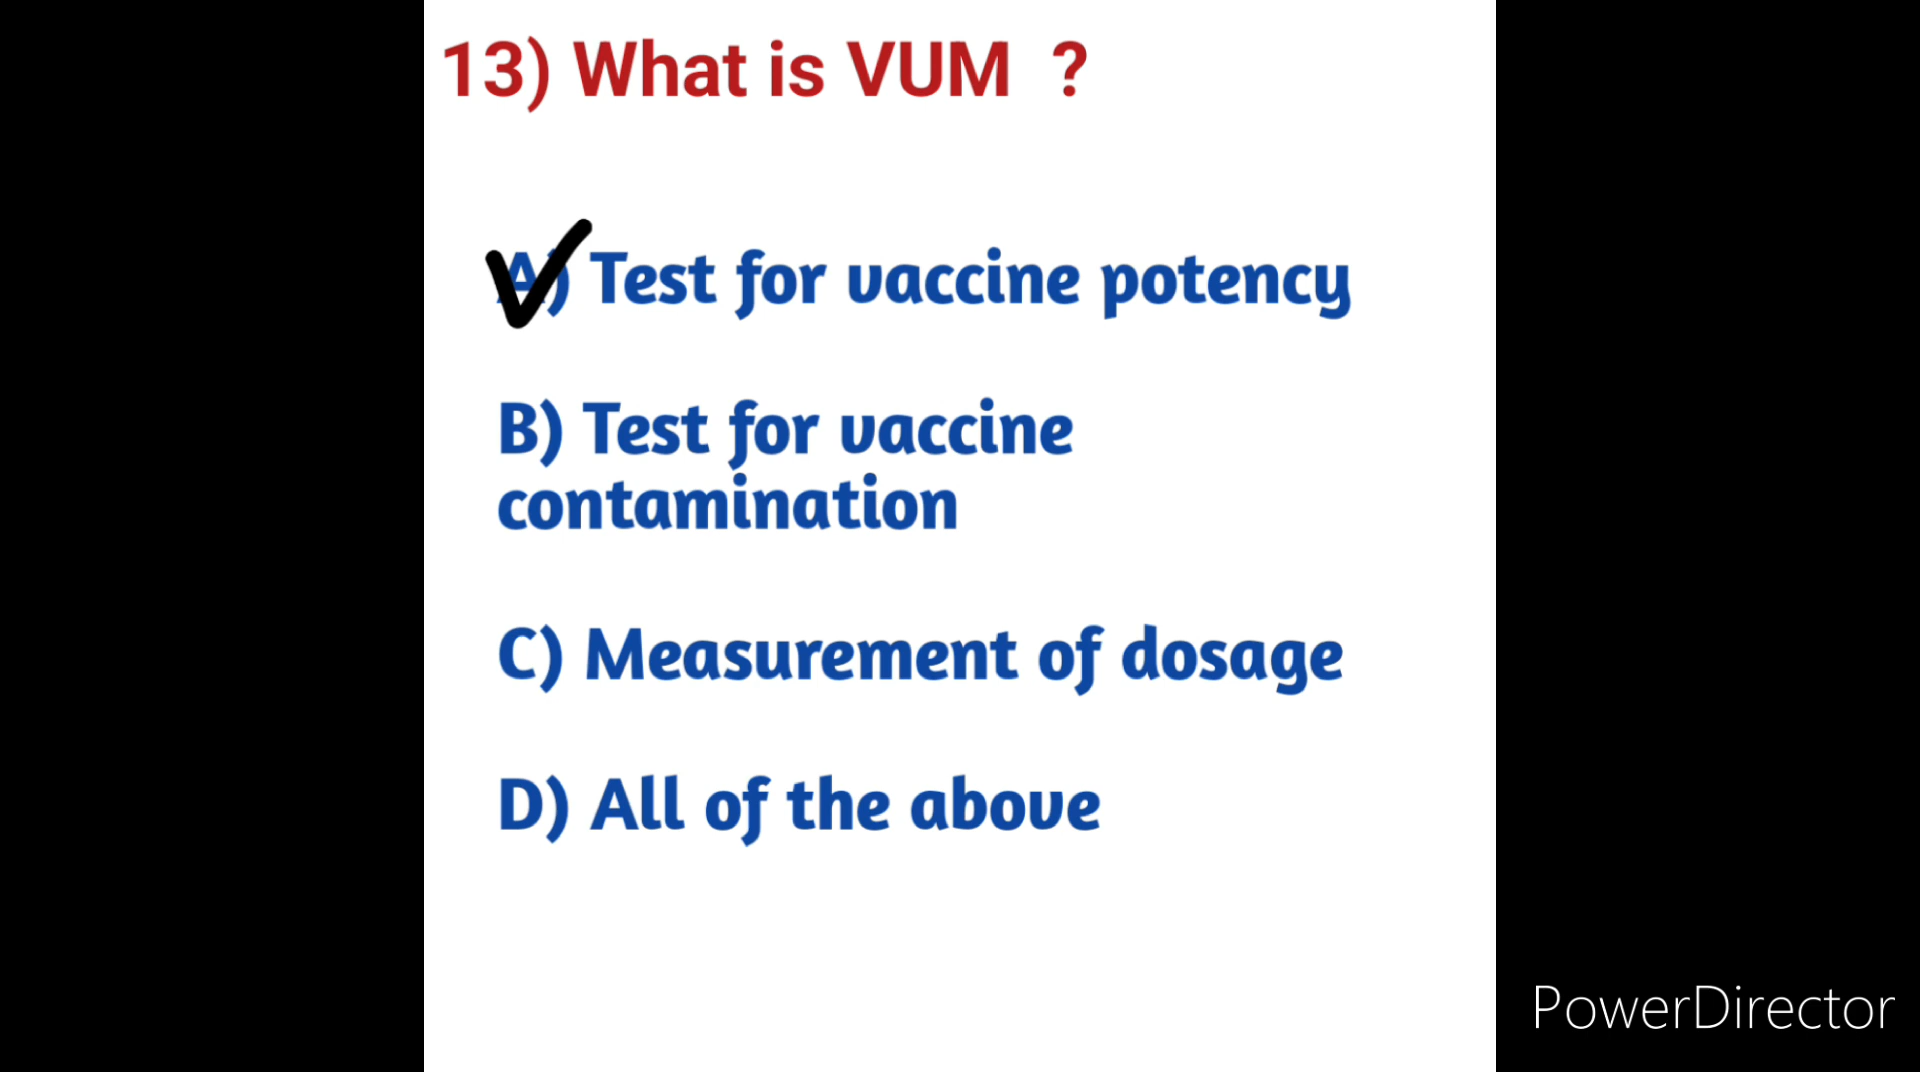 13) What is VUM ?
A) Test for vaccine potency
B) Test for vaccine
contamination
C) Measurement of dosage
D) All of the above
PowerDirector